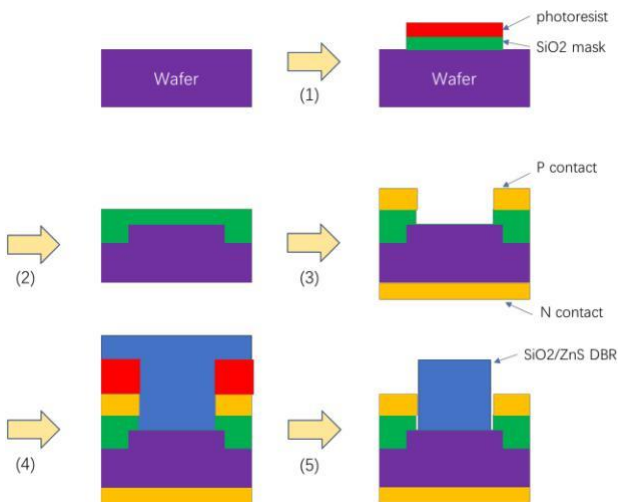 photoresist
SiO2 mask
Wafer
(1)
Wafer
P contact
(2)
(3)
N contact
SiO2/ZnS DBR
(4)
(5)